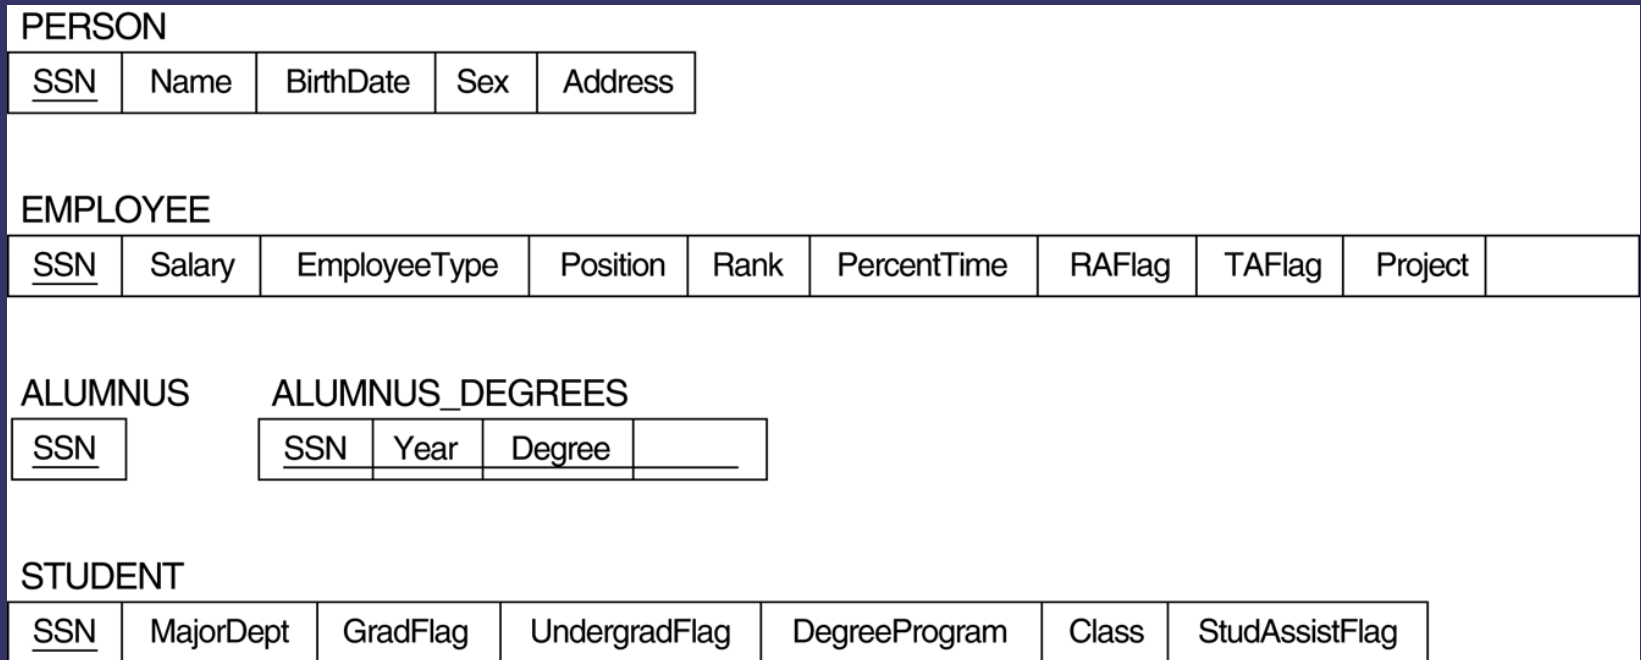 PERSON
SSN Name BirthDate Sex Address
EMPLOYEE
SSN Salary EmployeeType Position Rank PercentTime RAFlag TAFlag Project
ALUMNUS ALUMNUS_DEGREES
SSN SSN Year Degree
STUDENT
SSN MajorDept GradFlag UndergradFlag DegreeProgram Class StudAssistFlag